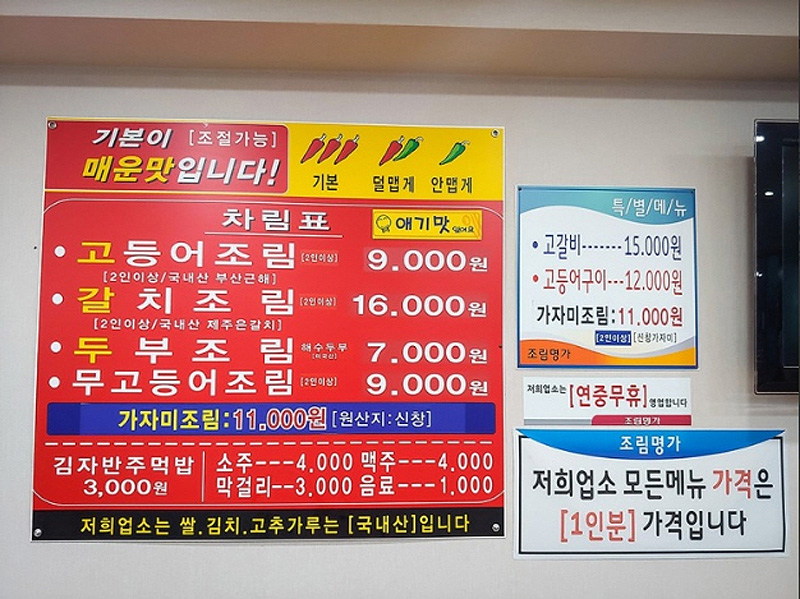 기본이 [조절가능]
매운맛입니다!
기본 덜맵게 안맵게
차림표
애기맛 있어요
• 고등어조림 [2인이상] 9.000원
[2인이상/국내산 부산근해]
• 갈치조림 [2인이상] 16.000원
[2인이상/국내산 제주은갈치]
• 두부조림 해수두부 7.000원
[미국산]
• 무고등어조림 [2인이상] 9.000원
가자미조림:11.000원 [원산지:신창]
김자반주먹밥
3,000원
소주---4.000 맥주---4.000
막걸리--3.000 음료---1.000
저희업소는 쌀.김치.고추가루는 [국내산]입니다
특/별/메/뉴
• 고갈비-------15.000원
• 고등어구이---12.000원
가자미조림:11.000원
[2인이상] [신창가자미]
조림명가
저희업소는 [연중무휴] 영업합니다
조림명가
조림명가
저희업소 모든메뉴 가격은
[1인분] 가격입니다